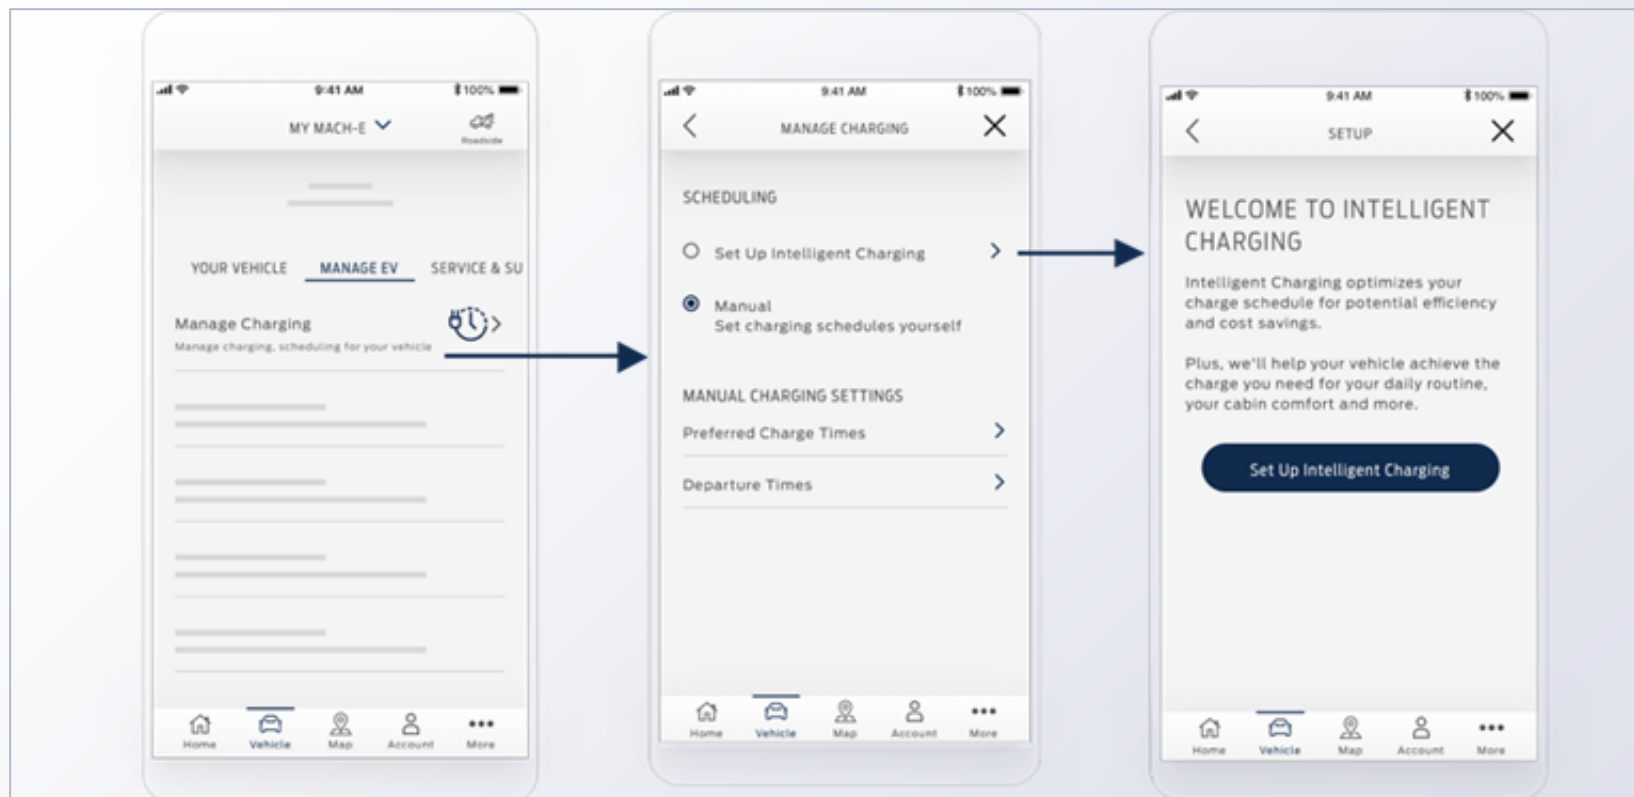 9:41 AM
100%
MY MACH-E
Roadside
YOUR VEHICLE
MANAGE EV
SERVICE & SU
Manage Charging
Manage charging, scheduling for your vehicle
Home
Vehicle
Map
Account
More
9:41 AM
100%
MANAGE CHARGING
SCHEDULING
Set Up Intelligent Charging
Manual
Set charging schedules yourself
MANUAL CHARGING SETTINGS
Preferred Charge Times
Departure Times
Home
Vehicle
Map
Account
More
9:41 AM
100%
SETUP
WELCOME TO INTELLIGENT
CHARGING
Intelligent Charging optimizes your
charge schedule for potential efficiency
and cost savings.
Plus, we'll help your vehicle achieve the
charge you need for your daily routine,
your cabin comfort and more.
Set Up Intelligent Charging
Home
Vehicle
Map
Account
More